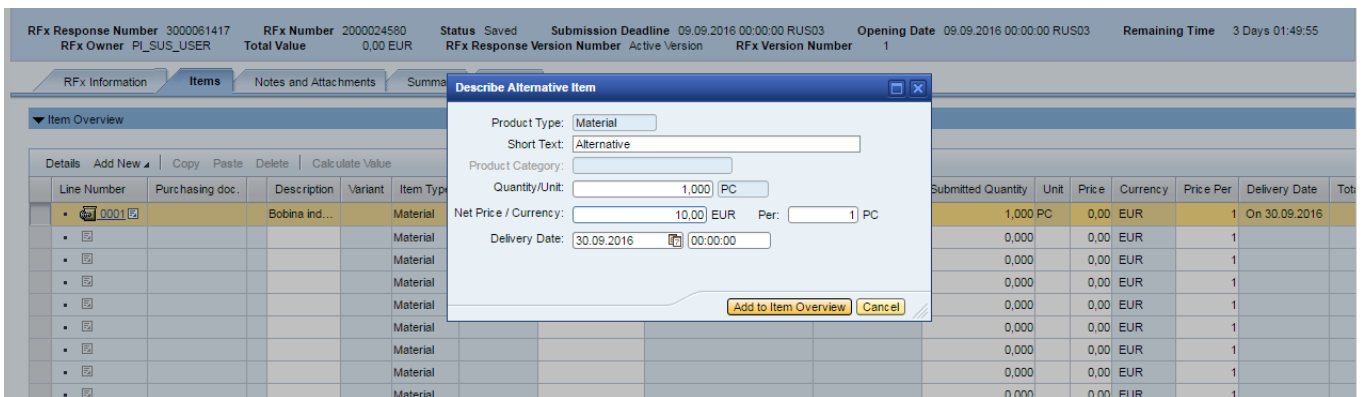 RFx Response Number 3000061417 RFx Number 2000024580 Status Saved Submission Deadline 09.09.2016 00:00:00 RUS03 Opening Date 09.09.2016 00:00:00 RUS03 Remaining Time 3 Days 01:49:55
RFx Owner PI_SUS_USER Total Value 0,00 EUR RFx Response Version Number Active Version RFx Version Number 1
RFx Information Items Notes and Attachments Summa
Describe Alternative Item
Product Type: Material
Short Text: Alternative
Product Category:
Quantity/Unit: 1,000 PC
Net Price / Currency: 10,00 EUR Per: 1 PC
Delivery Date: 30.09.2016 00:00:00
Add to Item Overview Cancel
Item Overview
Details Add New Copy Paste Delete Calculate Value
Line Number Purchasing doc. Description Variant Item Type Submitted Quantity Unit Price Currency Price Per Delivery Date Tota
0001 Bobina ind... Material 1,000 PC 0,00 EUR 1 On 30.09.2016
Material 0,000 0,00 EUR 1
Material 0,000 0,00 EUR 1
Material 0,000 0,00 EUR 1
Material 0,000 0,00 EUR 1
Material 0,000 0,00 EUR 1
Material 0,000 0,00 EUR 1
Material 0,000 0,00 EUR 1
Material 0,000 0,00 EUR 1